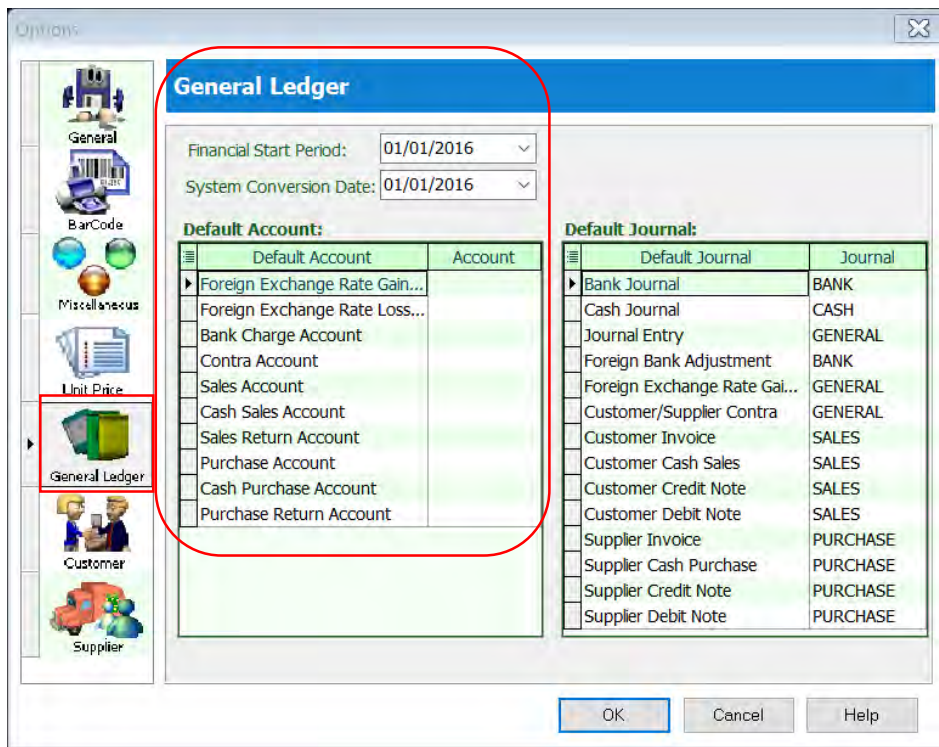 Options
General
BarCode
Miscellaneous
Unit Price
General Ledger
Customer
Supplier
General Ledger
Financial Start Period: 01/01/2016
System Conversion Date: 01/01/2016
Default Account:
Default Account Account
Foreign Exchange Rate Gain...
Foreign Exchange Rate Loss...
Bank Charge Account
Contra Account
Sales Account
Cash Sales Account
Sales Return Account
Purchase Account
Cash Purchase Account
Purchase Return Account
Default Journal:
Default Journal Journal
Bank Journal BANK
Cash Journal CASH
Journal Entry GENERAL
Foreign Bank Adjustment BANK
Foreign Exchange Rate Gai... GENERAL
Customer/Supplier Contra GENERAL
Customer Invoice SALES
Customer Cash Sales SALES
Customer Credit Note SALES
Customer Debit Note SALES
Supplier Invoice PURCHASE
Supplier Cash Purchase PURCHASE
Supplier Credit Note PURCHASE
Supplier Debit Note PURCHASE
OK Cancel Help